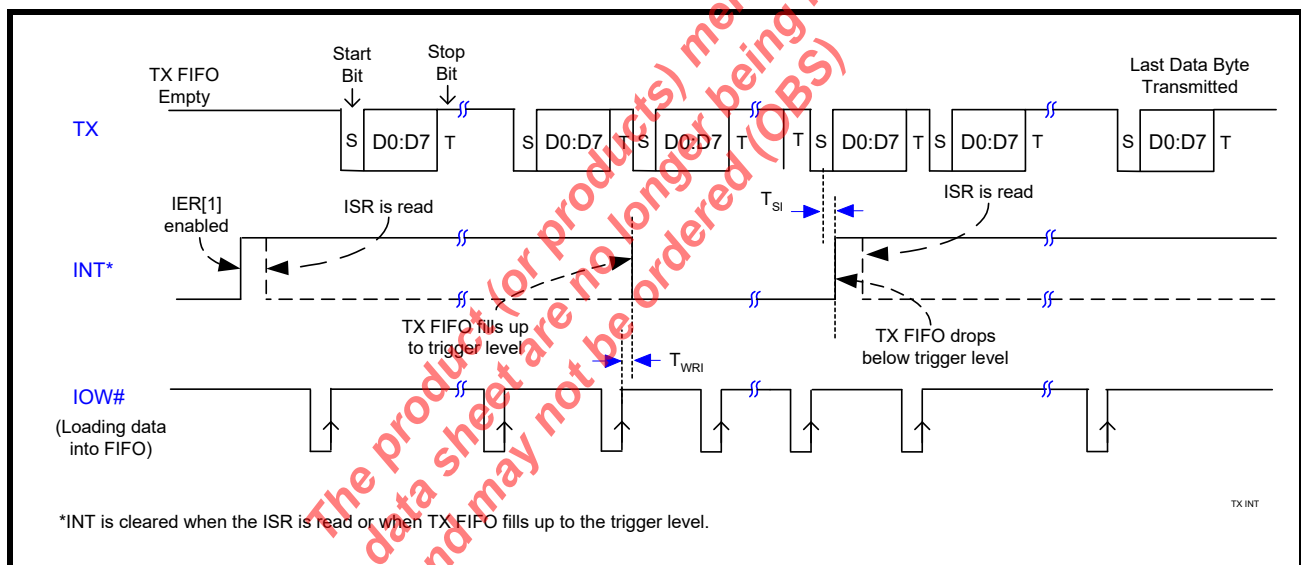 TX FIFO
Empty
Start
Bit
Stop
Bit
Last Data Byte
Transmitted
TX
S D0:D7 T S D0:D7 T S D0:D7 T T S D0:D7 T S D0:D7 T S D0:D7 T
IER[1]
enabled
ISR is read
TSI
ISR is read
INT*
TX FIFO fills up
to trigger level
TWRI
TX FIFO drops
below trigger level
IOW#
(Loading data
into FIFO)
TX INT
*INT is cleared when the ISR is read or when TX FIFO fills up to the trigger level.
The product (or products)
data sheet are no longer being
and may not be ordered (OBS)